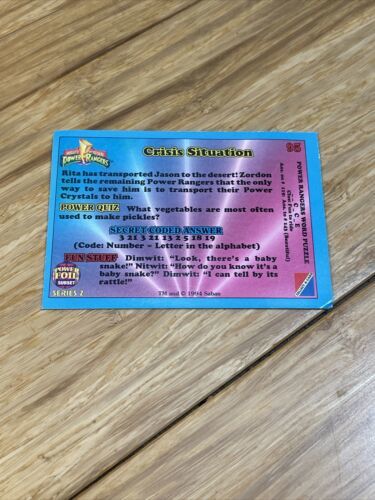 MIGHTY MORPHIN
POWER RANGERS
Crisis Situation
95
Rita has transported Jason to the desert! Zordon
tells the remaining Power Rangers that the only
way to save him is to transport their Power
Crystals to him.
POWER QUIZ What vegetables are most often
used to make pickles?
SECRET CODED ANSWER
3 21 3 21 13 2 5 18 19
(Code: Number - Letter in the alphabet)
FUN STUFF Dimwit: "Look, there's a baby
snake!" Nitwit: "How do you know it's a
baby snake?" Dimwit: "I can tell by its
rattle!"
POWER
FOIL
SUBSET
SERIES 2
TM and © 1994 Saban
POWER RANGERS WORD PUZZLE